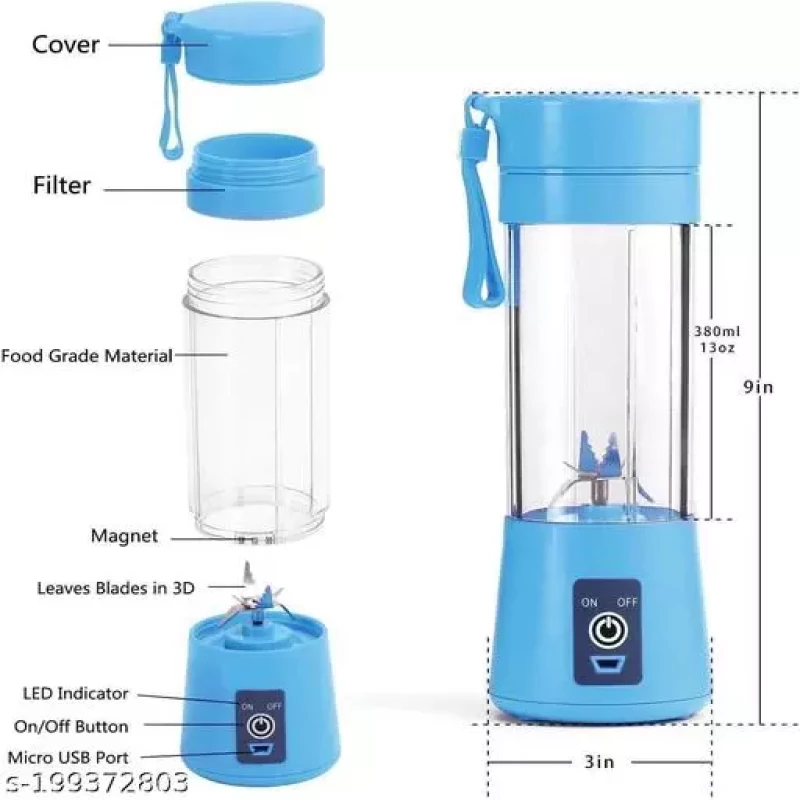 Cover
Filter
Food Grade Material
Magnet
Leaves Blades in 3D
LED Indicator
On/Off Button
Micro USB Port
ON OFF
380ml
13oz
9in
ON OFF
3in
s-199372803